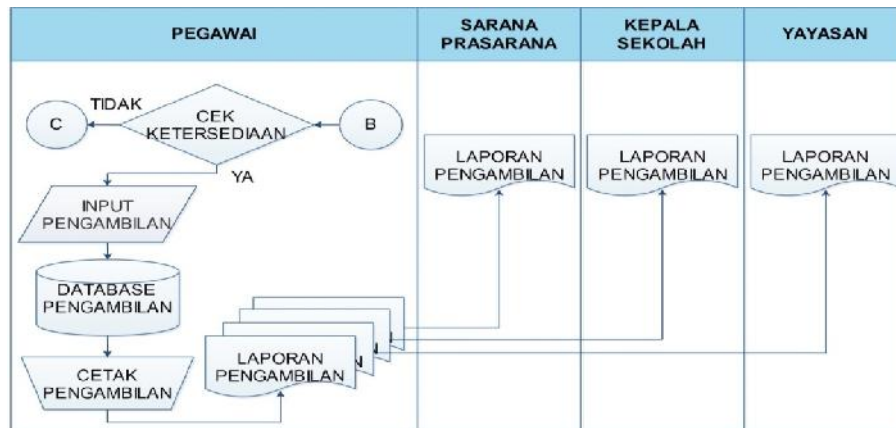 PEGAWAI
SARANA
PRASARANA
KEPALA
SEKOLAH
YAYASAN
C
TIDAK
CEK
KETERSEDIAAN
B
YA
INPUT
PENGAMBILAN
DATABASE
PENGAMBILAN
CETAK
PENGAMBILAN
LAPORAN
PENGAMBILAN
LAPORAN
PENGAMBILAN
LAPORAN
PENGAMBILAN
LAPORAN
PENGAMBILAN